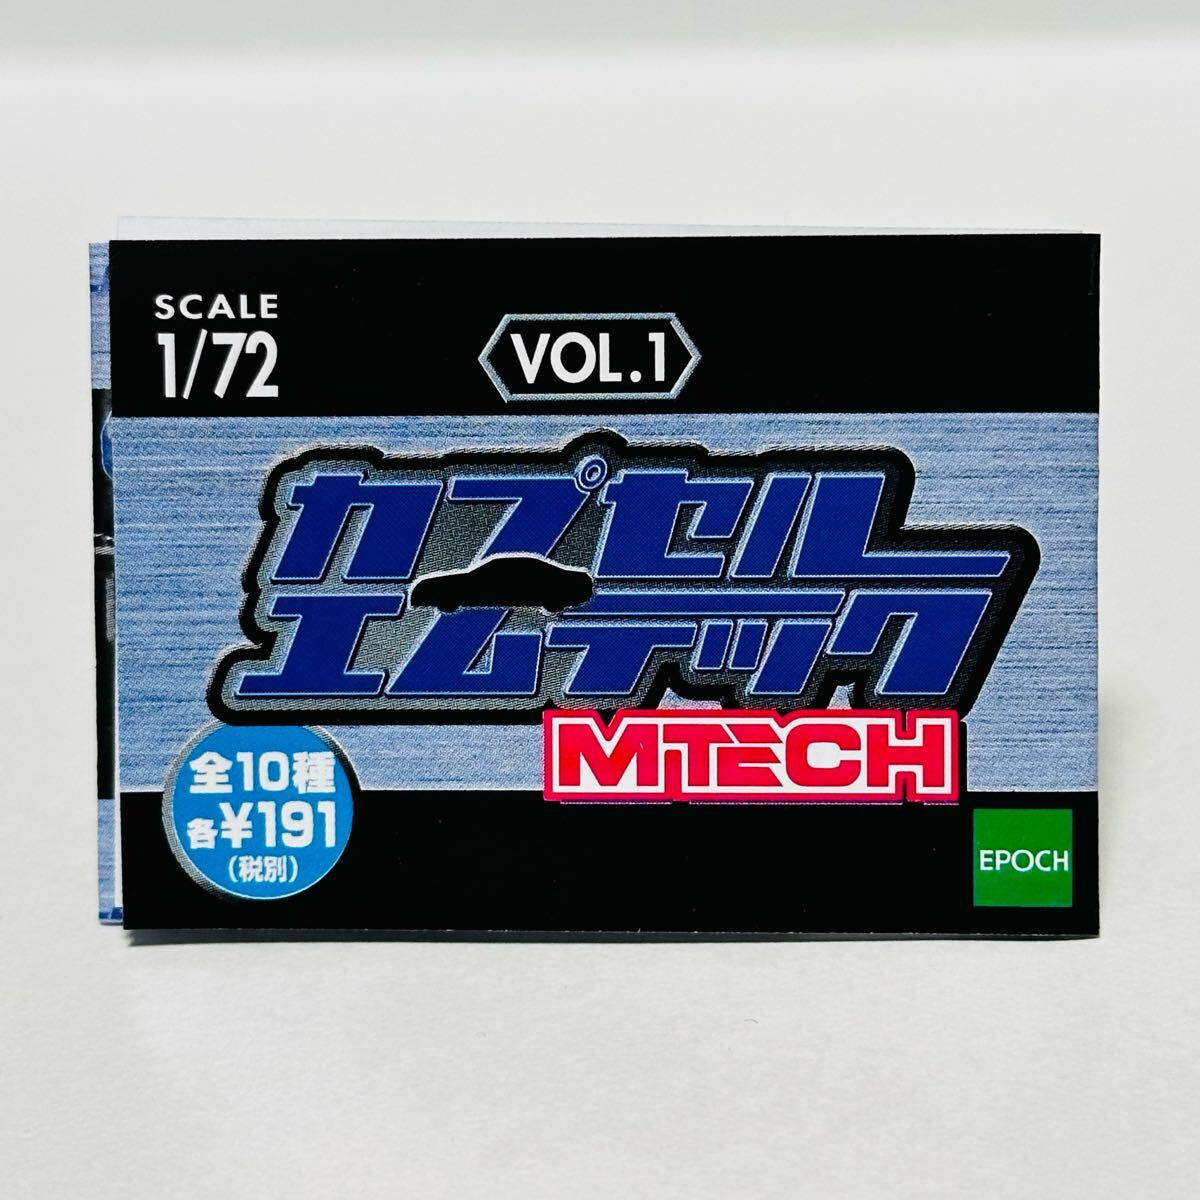 SCALE
1/72
VOL.1
カプセル
エムテック
MTECH
全10種
各¥191
(税別)
EPOCH